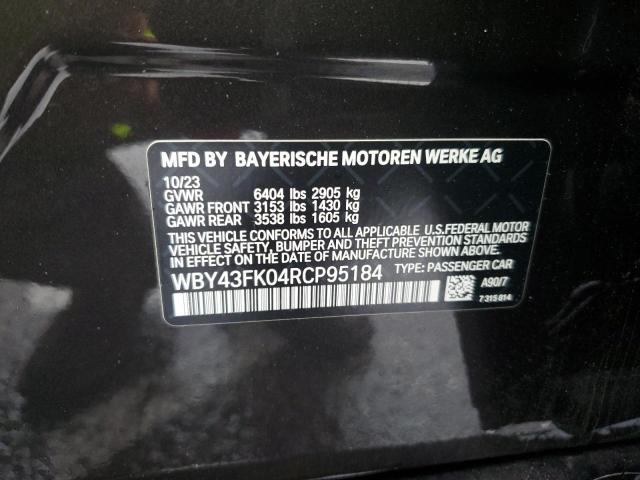 MFD BY BAYERISCHE MOTOREN WERKE AG
10/23
GVWR 6404 lbs 2905 kg
GAWR FRONT 3153 lbs 1430 kg
GAWR REAR 3538 lbs 1605 kg
THIS VEHICLE CONFORMS TO ALL APPLICABLE U.S.FEDERAL MOTOR
VEHICLE SAFETY, BUMPER AND THEFT PREVENTION STANDARDS
IN EFFECT ON THE DATE OF MANUFACTURE SHOWN ABOVE.
WBY43FK04RCP95184 TYPE: PASSENGER CAR
A90/7
7 315 814